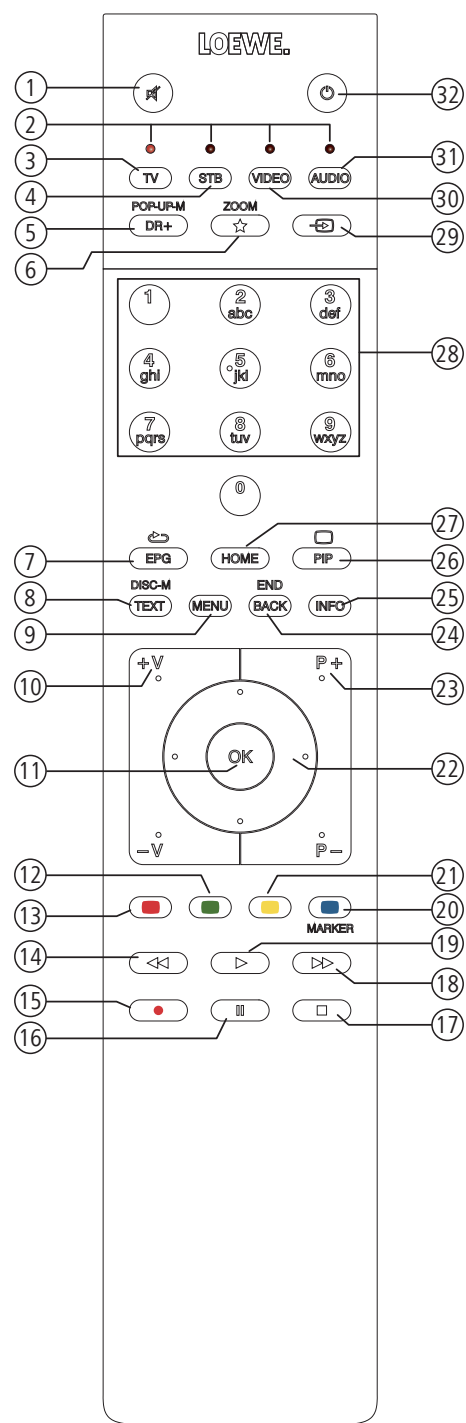 LOEWE.
1
32
2
3
TV
STB
VIDEO
AUDIO
31
4
30
POP-UP-M
ZOOM
5
DR+
29
6
1
2
3
abc
def
28
4
5
6
ghi
jkl
mno
7
8
9
pqrs
tuv
wxyz
0
27
7
EPG
HOME
PIP
26
DISC-M
END
8
TEXT
MENU
BACK
INFO
25
9
24
+V
P+
10
23
11
OK
22
−V
P−
12
21
13
20
MARKER
14
19
18
15
16
17